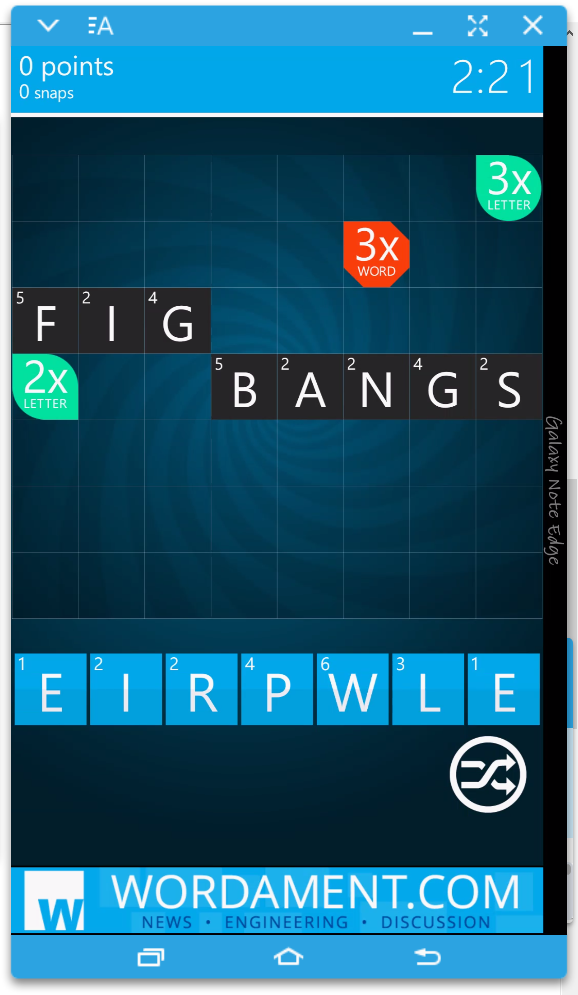 A
0 points
0 snaps
2:21
3x
LETTER
3x
WORD
5 F 2 I 4 G
2x
LETTER
5 B 2 A 2 N 4 G 2 S
Galaxy Note Edge
1 E 2 I 2 R 4 P 6 W 3 L 1 E
W WORDAMENT.COM
NEWS • ENGINEERING • DISCUSSION